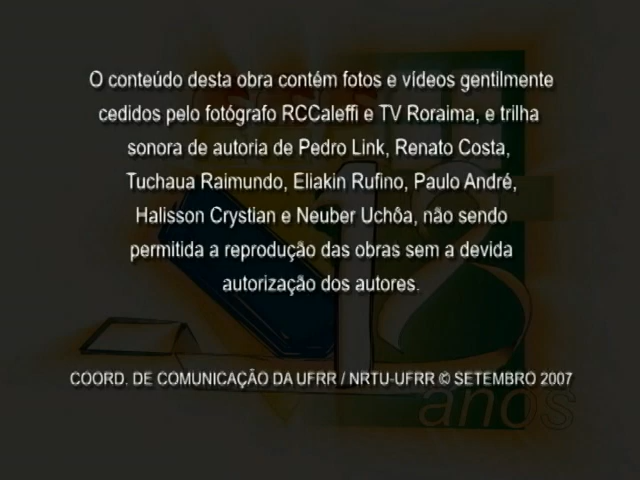 O conteúdo desta obra contém fotos e vídeos gentilmente
cedidos pelo fotógrafo RCCaleffi e TV Roraima, e trilha
sonora de autoria de Pedro Link, Renato Costa,
Tuchaua Raimundo, Eliakin Rufino, Paulo André,
Halisson Crystian e Neuber Uchôa, não sendo
permitida a reprodução das obras sem a devida
autorização dos autores.
COORD. DE COMUNICAÇÃO DA UFRR / NRTU-UFRR © SETEMBRO 2007
anos